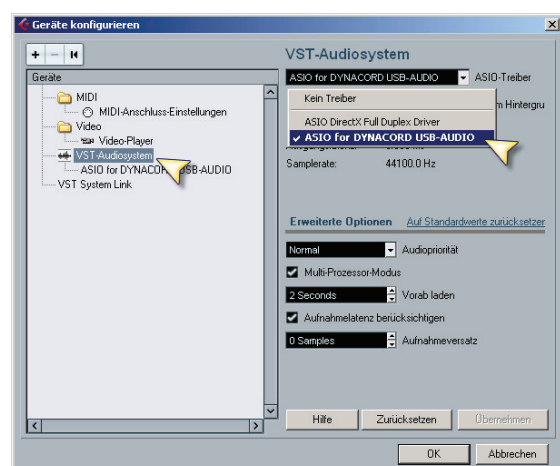 Geräte konfigurieren
Geräte
MIDI
MIDI-Anschluss-Einstellungen
Video
Video-Player
VST-Audiosystem
ASIO for DYNACORD USB-AUDIO
VST System Link
VST-Audiosystem
ASIO for DYNACORD USB-AUDIO ASIO-Treiber
Kein Treiber
m Hintergru
ASIO DirectX Full Duplex Driver
ASIO for DYNACORD USB-AUDIO
Samplerate: 44100.0 Hz
Erweiterte Optionen Auf Standardwerte zurücksetzen
Normal Audiopriorität
Multi-Prozessor-Modus
2 Seconds Vorab laden
Aufnahmelatenz berücksichtigen
0 Samples Aufnahmeversatz
Hilfe Zurücksetzen Übernehmen
OK Abbrechen